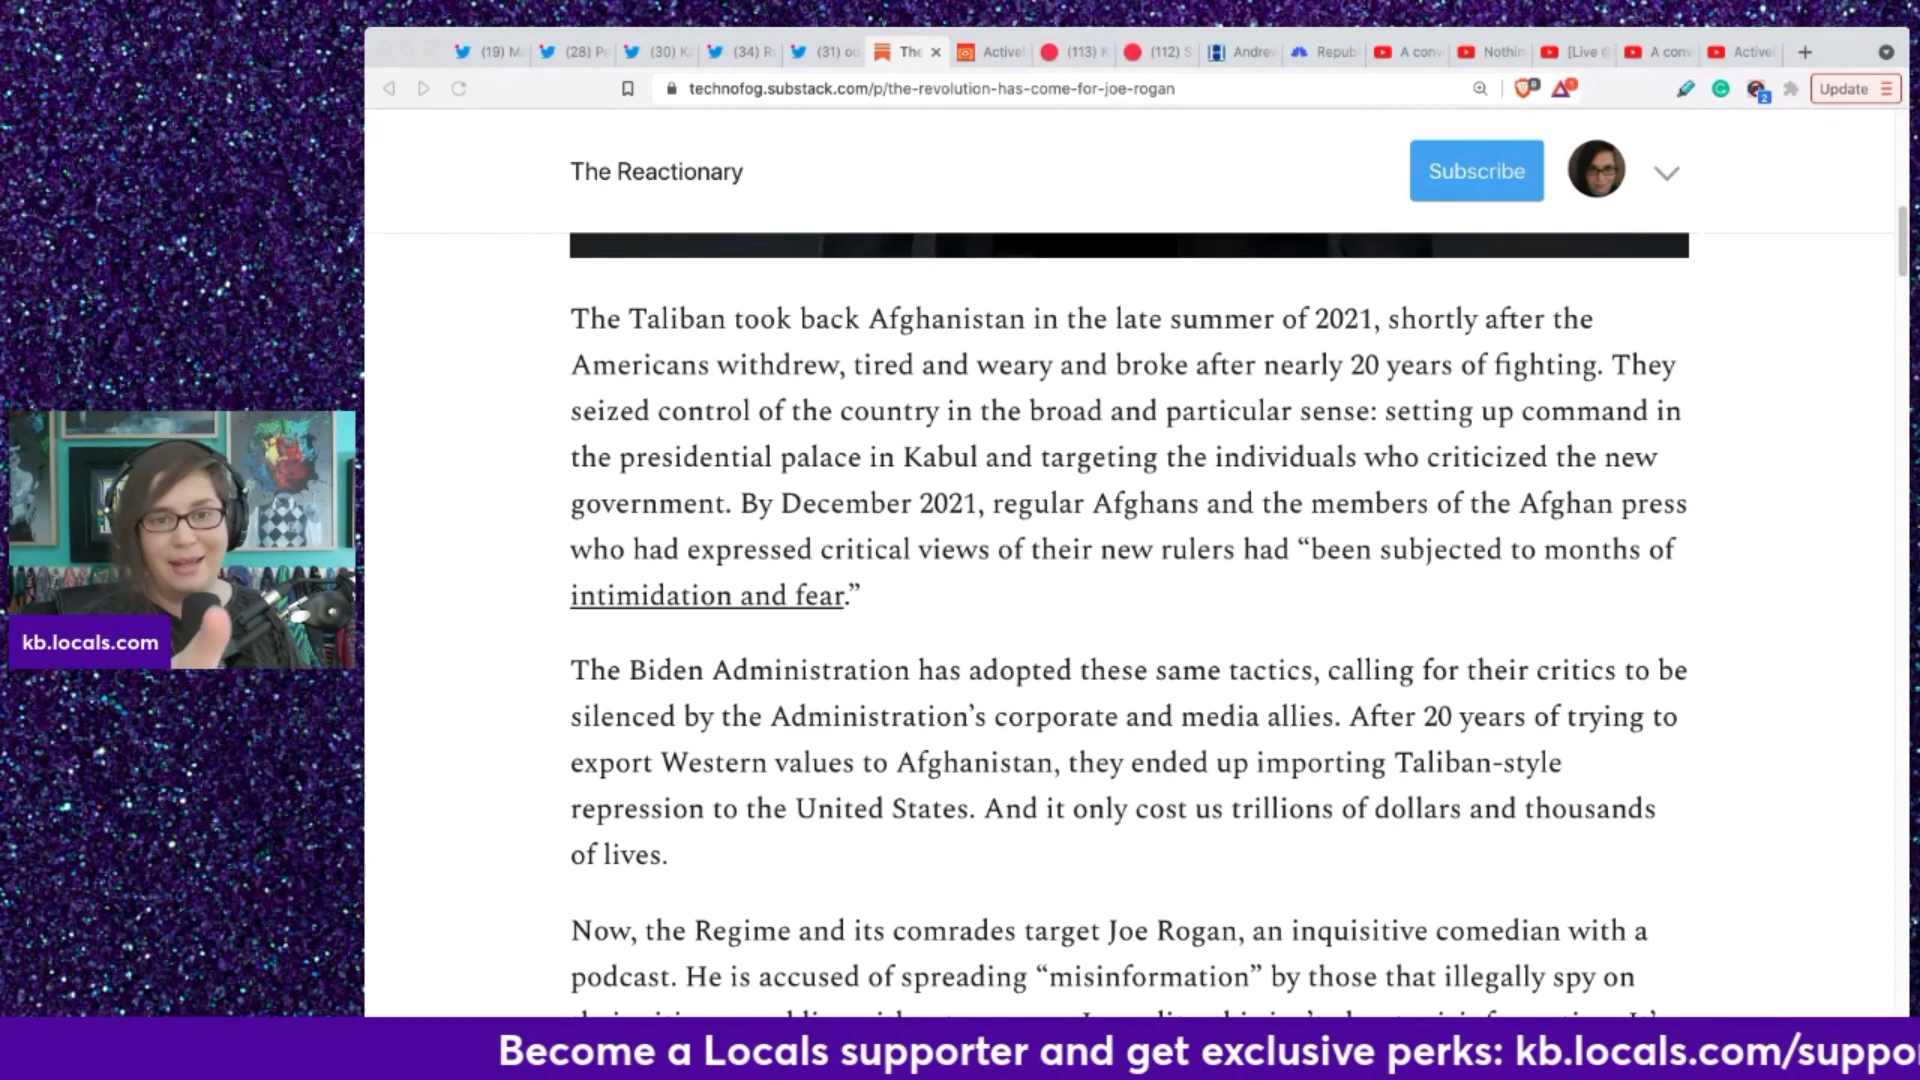 (19) M
(28) P
(30) K
(34) R
(31) oo
The
Active
(113) K
(112) S
Andre
Repub
A conv
Nothin
[Live
A conv
Active
technofog.substack.com/p/the-revolution-has-come-for-joe-rogan
Update
The Reactionary
Subscribe
The Taliban took back Afghanistan in the late summer of 2021, shortly after the
Americans withdrew, tired and weary and broke after nearly 20 years of fighting. They
seized control of the country in the broad and particular sense: setting up command in
the presidential palace in Kabul and targeting the individuals who criticized the new
government. By December 2021, regular Afghans and the members of the Afghan press
who had expressed critical views of their new rulers had “been subjected to months of
intimidation and fear.”
The Biden Administration has adopted these same tactics, calling for their critics to be
silenced by the Administration’s corporate and media allies. After 20 years of trying to
export Western values to Afghanistan, they ended up importing Taliban-style
repression to the United States. And it only cost us trillions of dollars and thousands
of lives.
Now, the Regime and its comrades target Joe Rogan, an inquisitive comedian with a
podcast. He is accused of spreading “misinformation” by those that illegally spy on
kb.locals.com
Become a Locals supporter and get exclusive perks: kb.locals.com/suppo